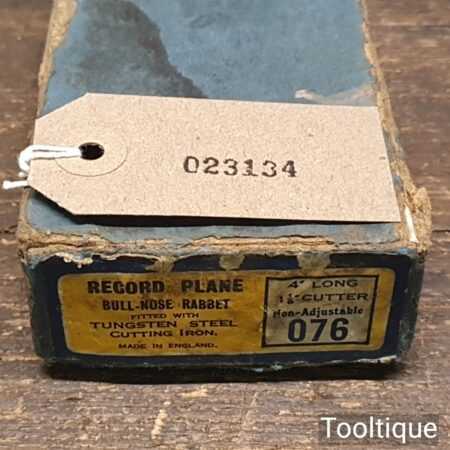 023134
RECORD PLANE
BULL-NOSE RABBET
FITTED WITH
TUNGSTEN STEEL
CUTTING IRON.
MADE IN ENGLAND.
4" LONG
1⅛" CUTTER
Non-Adjustable
076
Tooltique